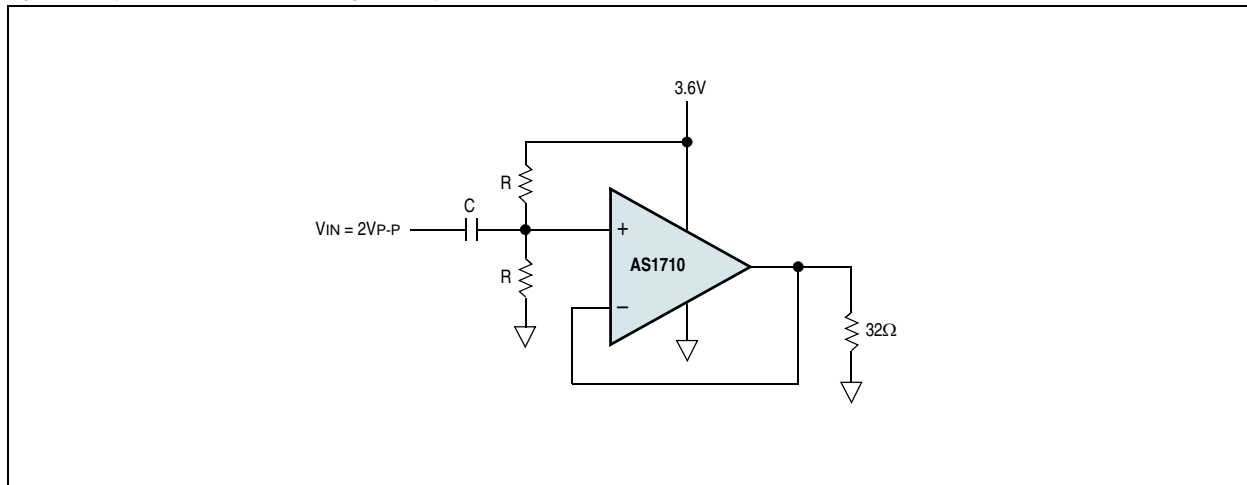 3.6V
R
C
VIN = 2VP-P
+
AS1710
R
−
32Ω